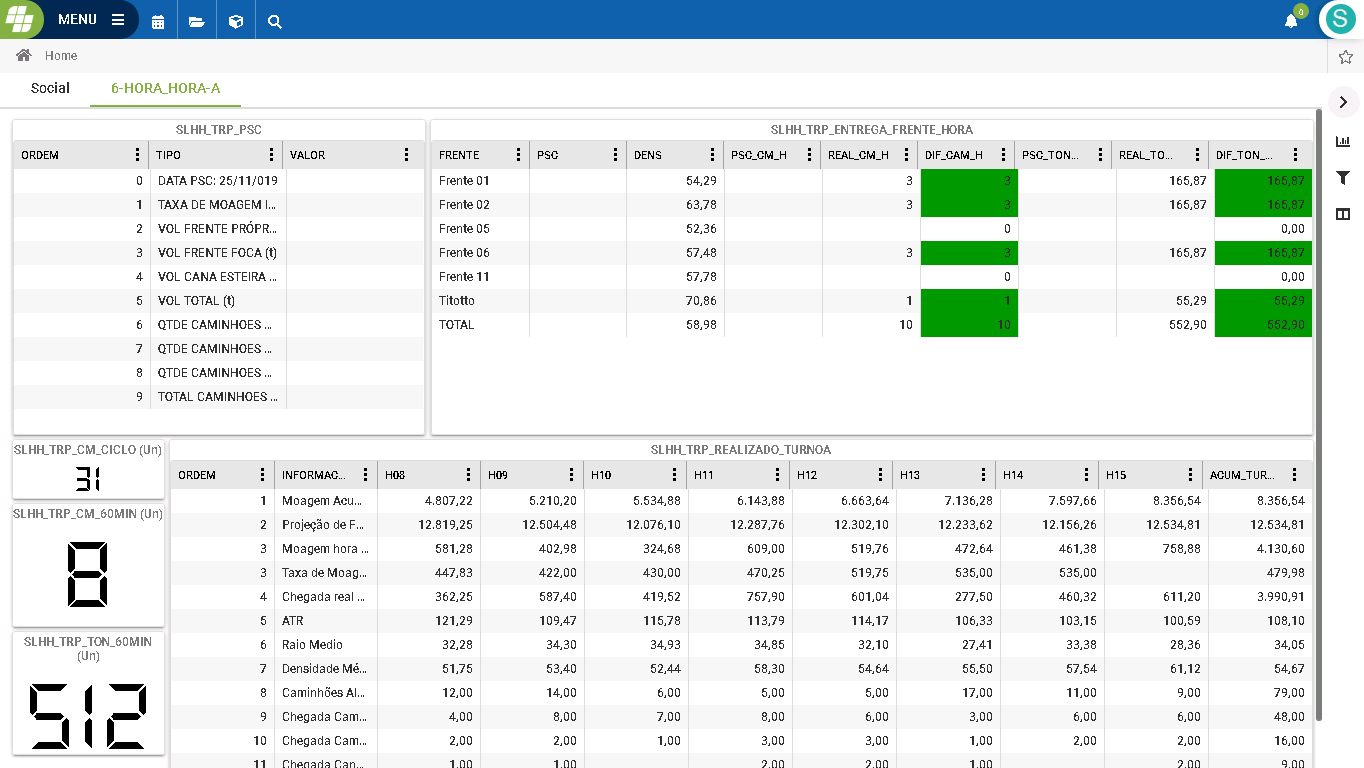 MENU
0
S
Home
Social 6-HORA_HORA-A
SLHH_TRP_PSC
ORDEM TIPO VALOR
0 DATA PSC: 25/11/019
1 TAXA DE MOAGEM I...
2 VOL FRENTE PRÓPR...
3 VOL FRENTE FOCA (t)
4 VOL CANA ESTEIRA ...
5 VOL TOTAL (t)
6 QTDE CAMINHOES ...
7 QTDE CAMINHOES ...
8 QTDE CAMINHOES ...
9 TOTAL CAMINHOES ...
SLHH_TRP_ENTREGA_FRENTE_HORA
FRENTE PSC DENS PSC_CM_H REAL_CM_H DIF_CAM_H PSC_TON... REAL_TO... DIF_TON_...
Frente 01 54,29 3 3 165,87 165,87
Frente 02 63,78 3 3 165,87 165,87
Frente 05 52,36 0 0,00
Frente 06 57,48 3 3 165,87 165,87
Frente 11 57,78 0 0,00
Titotto 70,86 1 1 55,29 55,29
TOTAL 58,98 10 10 552,90 552,90
SLHH_TRP_CM_CICLO (Un)
31
SLHH_TRP_CM_60MIN (Un)
8
SLHH_TRP_TON_60MIN
(Un)
512
SLHH_TRP_REALIZADO_TURNOA
ORDEM INFORMAC... H08 H09 H10 H11 H12 H13 H14 H15 ACUM_TUR...
1 Moagem Acu... 4.807,22 5.210,20 5.534,88 6.143,88 6.663,64 7.136,28 7.597,66 8.356,54 8.356,54
2 Projeção de F... 12.819,25 12.504,48 12.076,10 12.287,76 12.302,10 12.233,62 12.156,26 12.534,81 12.534,81
3 Moagem hora ... 581,28 402,98 324,68 609,00 519,76 472,64 461,38 758,88 4.130,60
3 Taxa de Moag... 447,83 422,00 430,00 470,25 519,75 535,00 535,00 479,98
4 Chegada real ... 362,25 587,40 419,52 757,90 601,04 277,50 460,32 611,20 3.990,91
5 ATR 121,29 109,47 115,78 113,79 114,17 106,33 103,15 100,59 108,10
6 Raio Medio 32,28 34,30 34,93 34,85 32,10 27,41 33,38 28,36 34,05
7 Densidade Mé... 51,75 53,40 52,44 58,30 54,64 55,50 57,54 61,12 54,67
8 Caminhões Al... 12,00 14,00 6,00 5,00 5,00 17,00 11,00 9,00 79,00
9 Chegada Cam... 4,00 8,00 7,00 8,00 6,00 3,00 6,00 6,00 48,00
10 Chegada Cam... 2,00 2,00 1,00 3,00 3,00 1,00 2,00 2,00 16,00
11 Chegada Can... 1,00 1,00 2,00 2,00 1,00 2,00 9,00